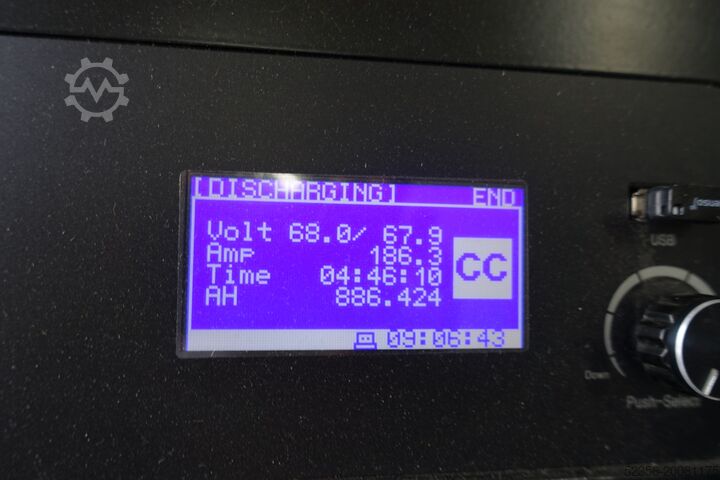 [DISCHARGING] END
Volt 68.0/ 67.9
Amp 186.3
CC
Time 04:46:10
AH 886.424
09:06:43
USB
Down
Push-Select